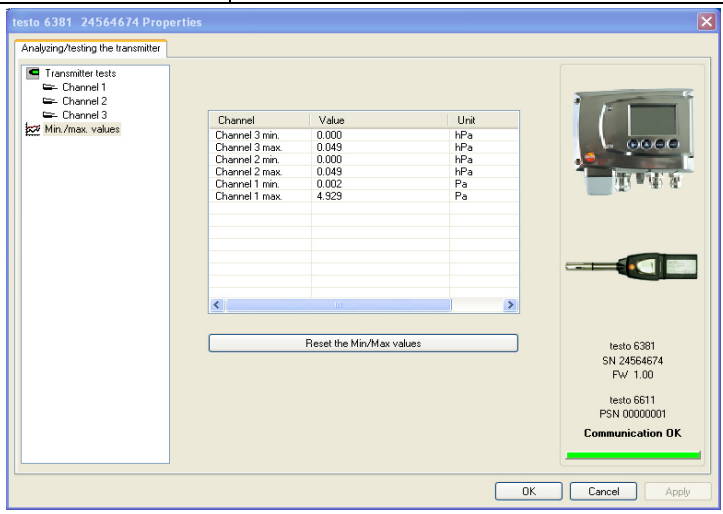 testo 6381 24564674 Properties
Analyzing/testing the transmitter
Transmitter tests
Channel 1
Channel 2
Channel 3
Min./max. values
Channel Value Unit
Channel 3 min. 0.000 hPa
Channel 3 max. 0.049 hPa
Channel 2 min. 0.000 hPa
Channel 2 max. 0.049 hPa
Channel 1 min. 0.002 Pa
Channel 1 max. 4.929 Pa
Reset the Min/Max values
testo 6381
SN 24564674
FW 1.00
testo 6611
PSN 00000001
Communication OK
OK Cancel Apply